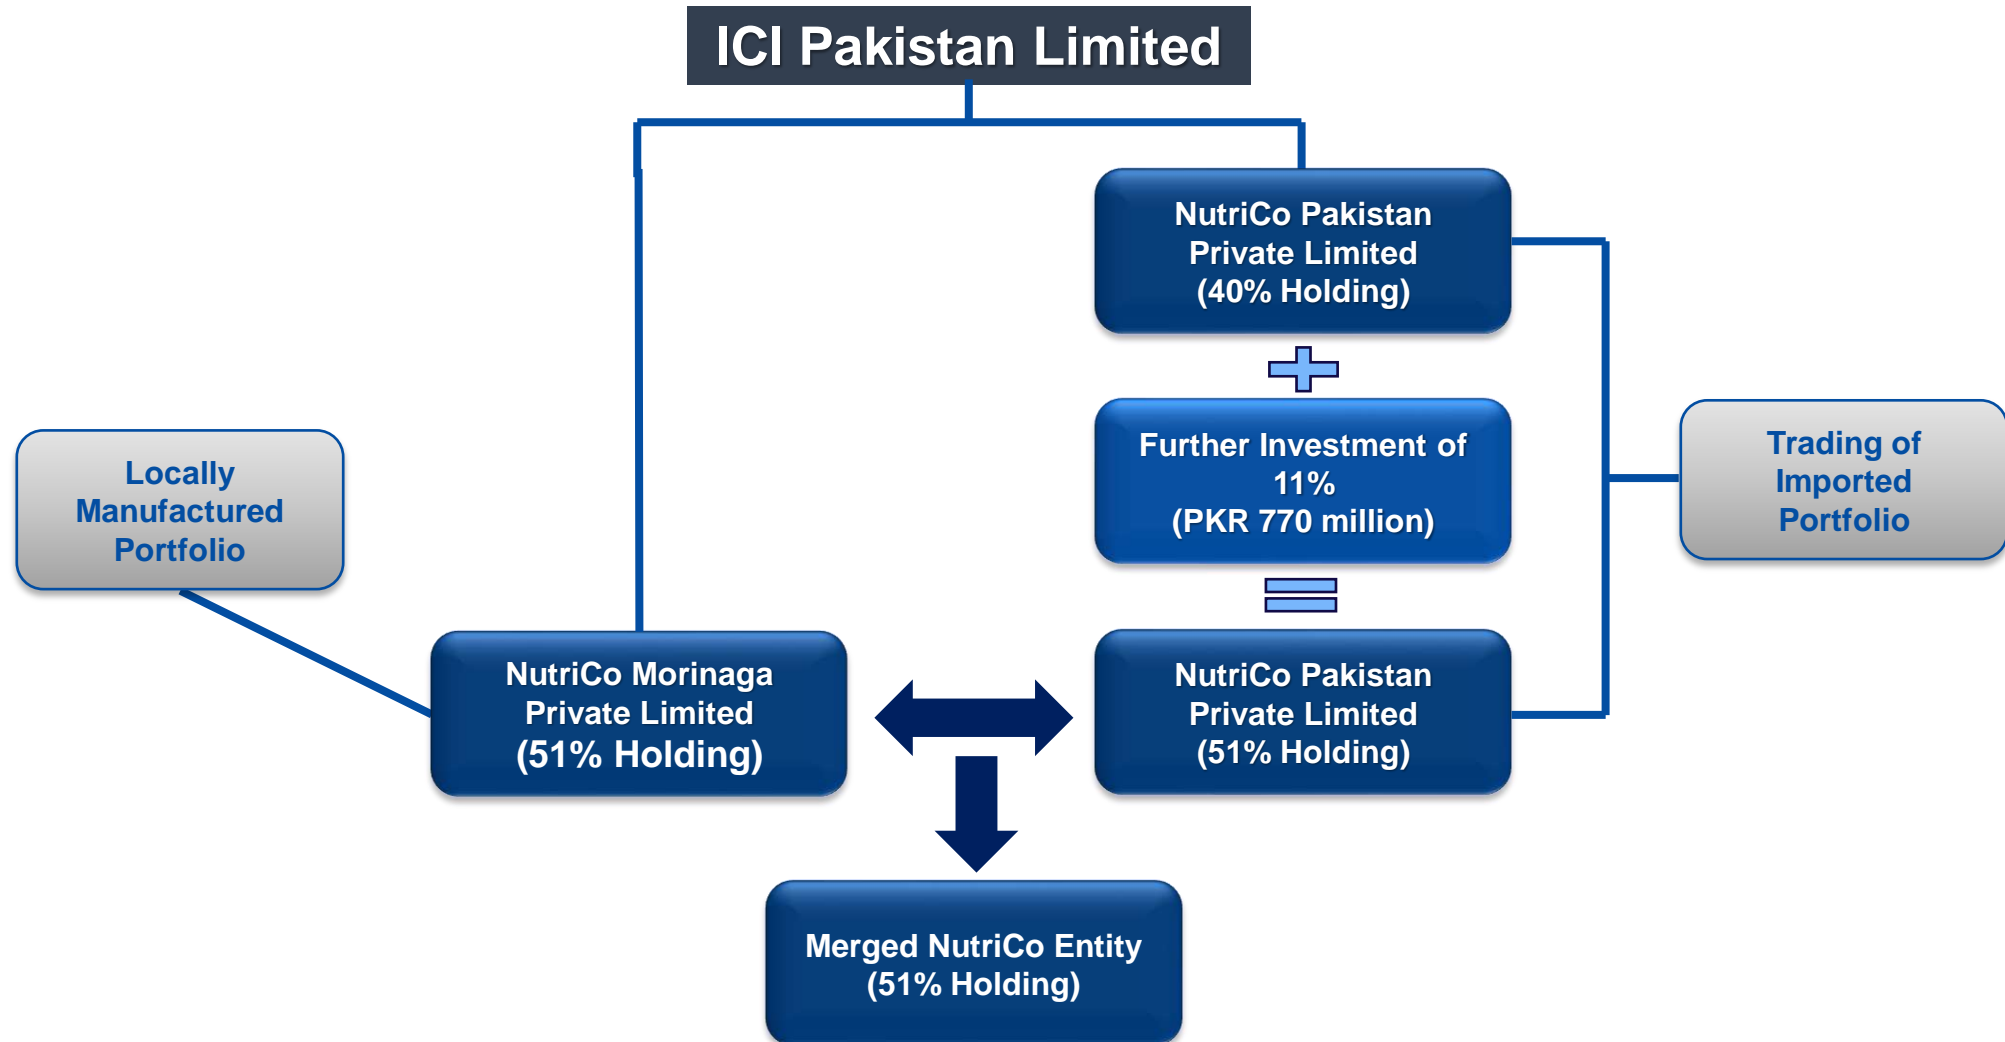 ICI Pakistan Limited
NutriCo Pakistan
Private Limited
(40% Holding)
Further Investment of
11%
(PKR 770 million)
Locally
Manufactured
Portfolio
Trading of
Imported
Portfolio
NutriCo Morinaga
Private Limited
(51% Holding)
NutriCo Pakistan
Private Limited
(51% Holding)
Merged NutriCo Entity
(51% Holding)